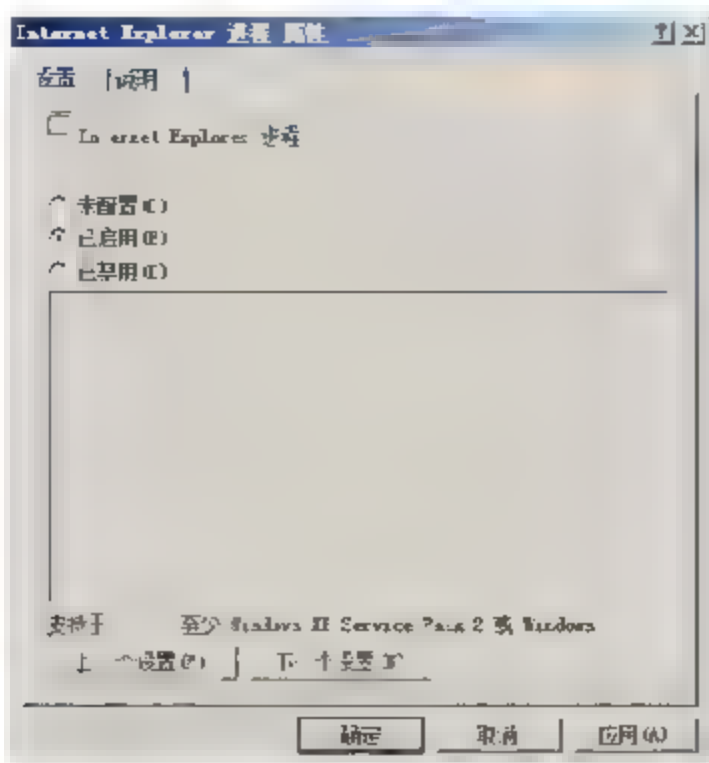 Internet Explorer 进程 属性
设置 说明
Internet Explorer 进程
未配置(C)
已启用(E)
已禁用(D)
支持于 至少 Windows XP Service Pack 2 或 Windows
上一个设置(P) 下一个设置(N)
确定 取消 应用(A)